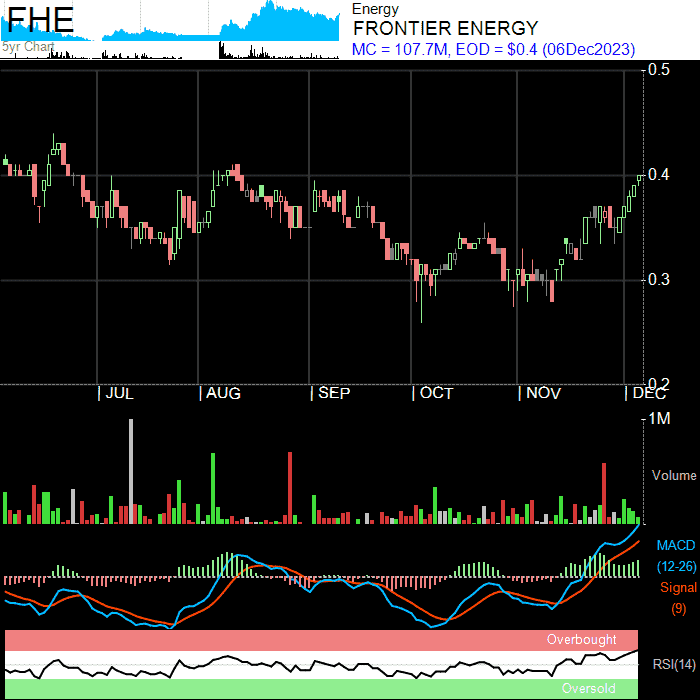 FHE
5yr Chart
Energy
FRONTIER ENERGY
MC = 107.7M, EOD = $0.4 (06Dec2023)
0.5
0.4
0.3
0.2
| JUL | AUG | SEP | OCT | NOV | DEC
1M
Volume
MACD
(12-26)
Signal
(9)
Overbought
RSI(14)
Oversold